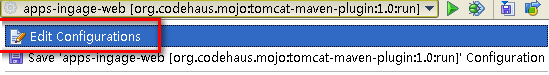 apps-ingage-web [org.codehaus.mojo:tomcat-maven-plugin:1.0:run]
Edit Configurations
Save 'apps-ingage-web [org.codehaus.mojo:tomcat-maven-plugin:1.0:run]' Configuration